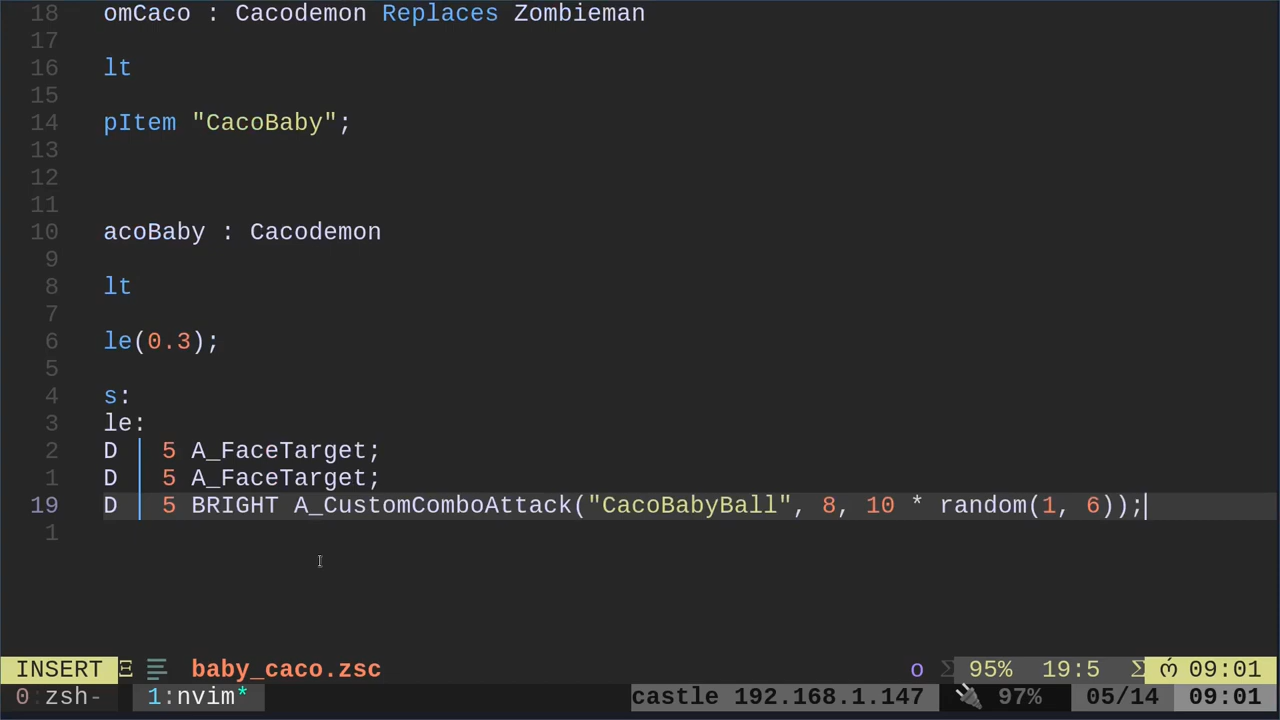 18 omCaco : Cacodemon Replaces Zombieman
17
16 lt
15
14 pItem "CacoBaby";
13
12
11
10 acoBaby : Cacodemon
9
8 lt
7
6 le(0.3);
5
4 s:
3 le:
2 D 5 A_FaceTarget;
1 D 5 A_FaceTarget;
19 D 5 BRIGHT A_CustomComboAttack("CacoBabyBall", 8, 10 * random(1, 6));
1
INSERT baby_caco.zsc o 95% 19:5 09:01
0:zsh- 1:nvim* castle 192.168.1.147 97% 05/14 09:01